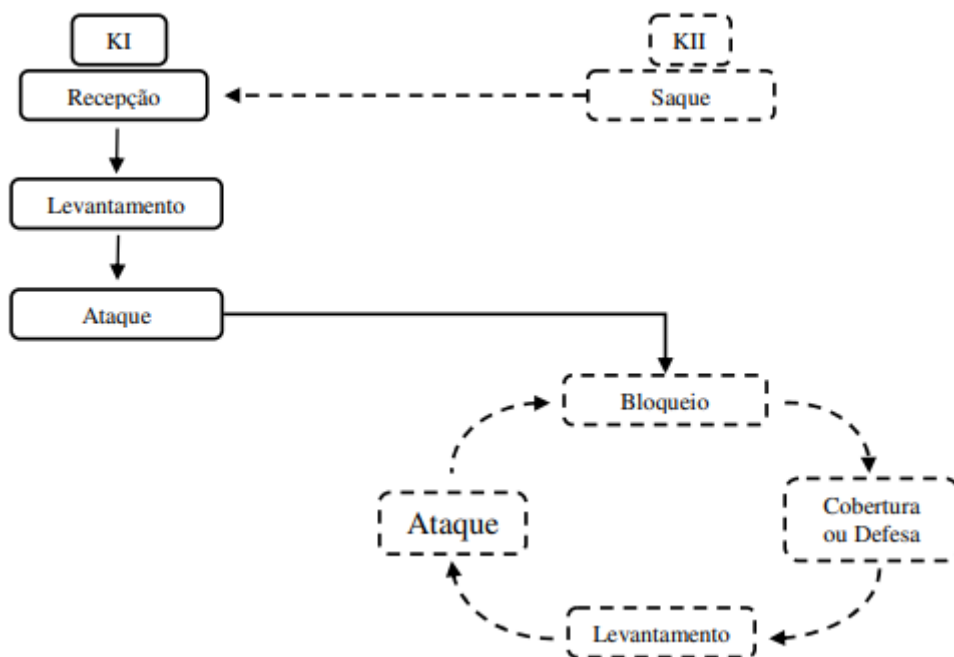 KI
KII
Recepção
Saque
Levantamento
Ataque
Bloqueio
Ataque
Cobertura
ou Defesa
Levantamento